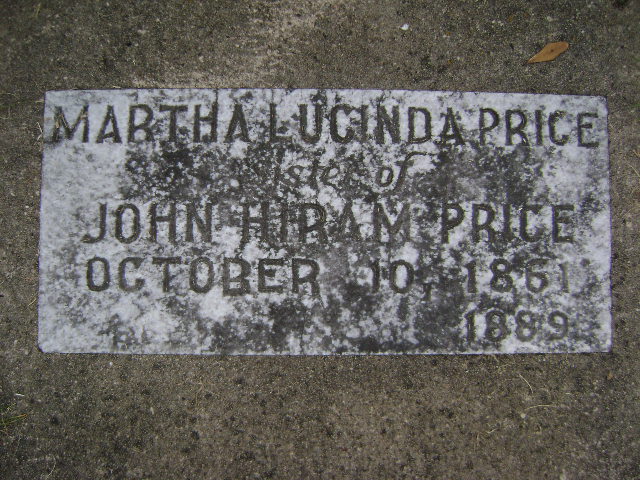 MARTHA LUCINDA PRICE
Sister of
JOHN HIRAM PRICE
OCTOBER 10, 1861
1889